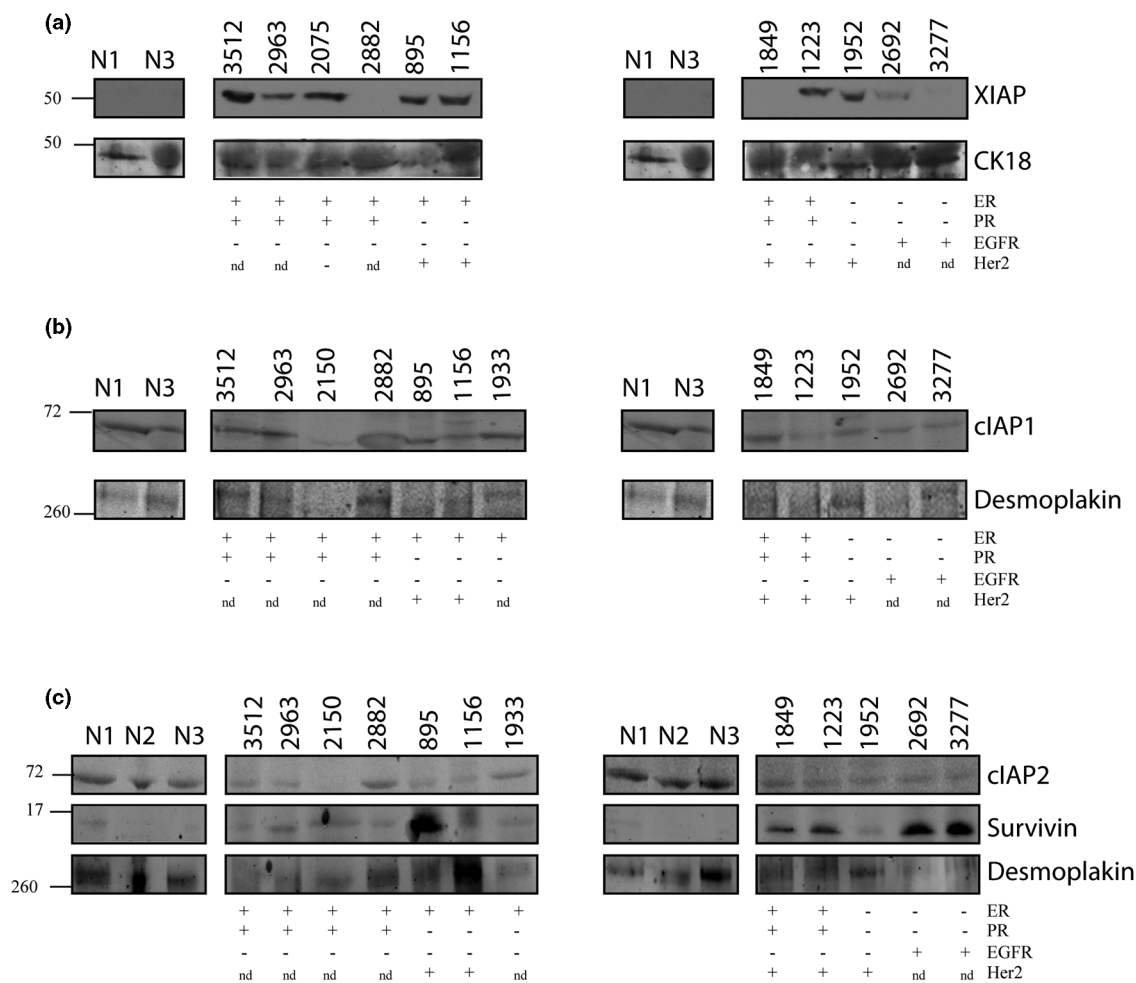 (a)
3512 2963 2075 2882 895 1156 1849 1223 1952 2692 3277
N1 N3 N1 N3
50 XIAP
50 CK18
+ + + + + + + + - - - ER
+ + + + - - + + - - - PR
- - - - - - - - - + + EGFR
nd nd - nd + + + + + nd nd Her2
(b)
3512 2963 2150 2882 895 1156 1933 1849 1223 1952 2692 3277
N1 N3 N1 N3
72 cIAP1
260 Desmoplakin
+ + + + + + + + + - - - ER
+ + + + - - - + + - - - PR
- - - - - - - - - - + + EGFR
nd nd nd nd + + nd + + + nd nd Her2
(c)
3512 2963 2150 2882 895 1156 1933 1849 1223 1952 2692 3277
N1 N2 N3 N1 N2 N3
72 cIAP2
17 Survivin
260 Desmoplakin
+ + + + + + + + + - - - ER
+ + + + - - - + + - - - PR
- - - - - - - - - - + + EGFR
nd nd nd nd + + nd + + + nd nd Her2